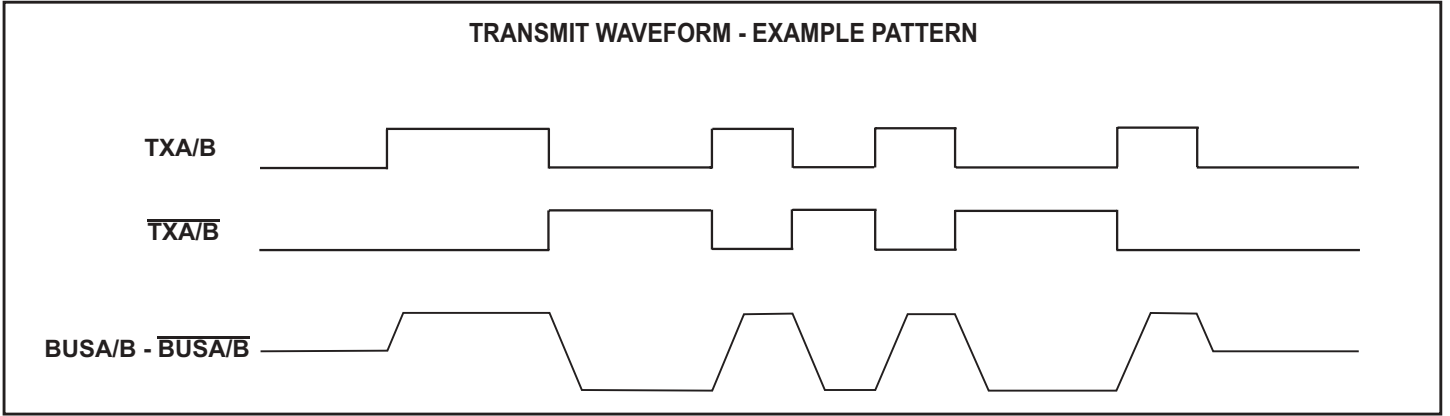 TRANSMIT WAVEFORM - EXAMPLE PATTERN
TXA/B
TXA/B
BUSA/B - BUSA/B